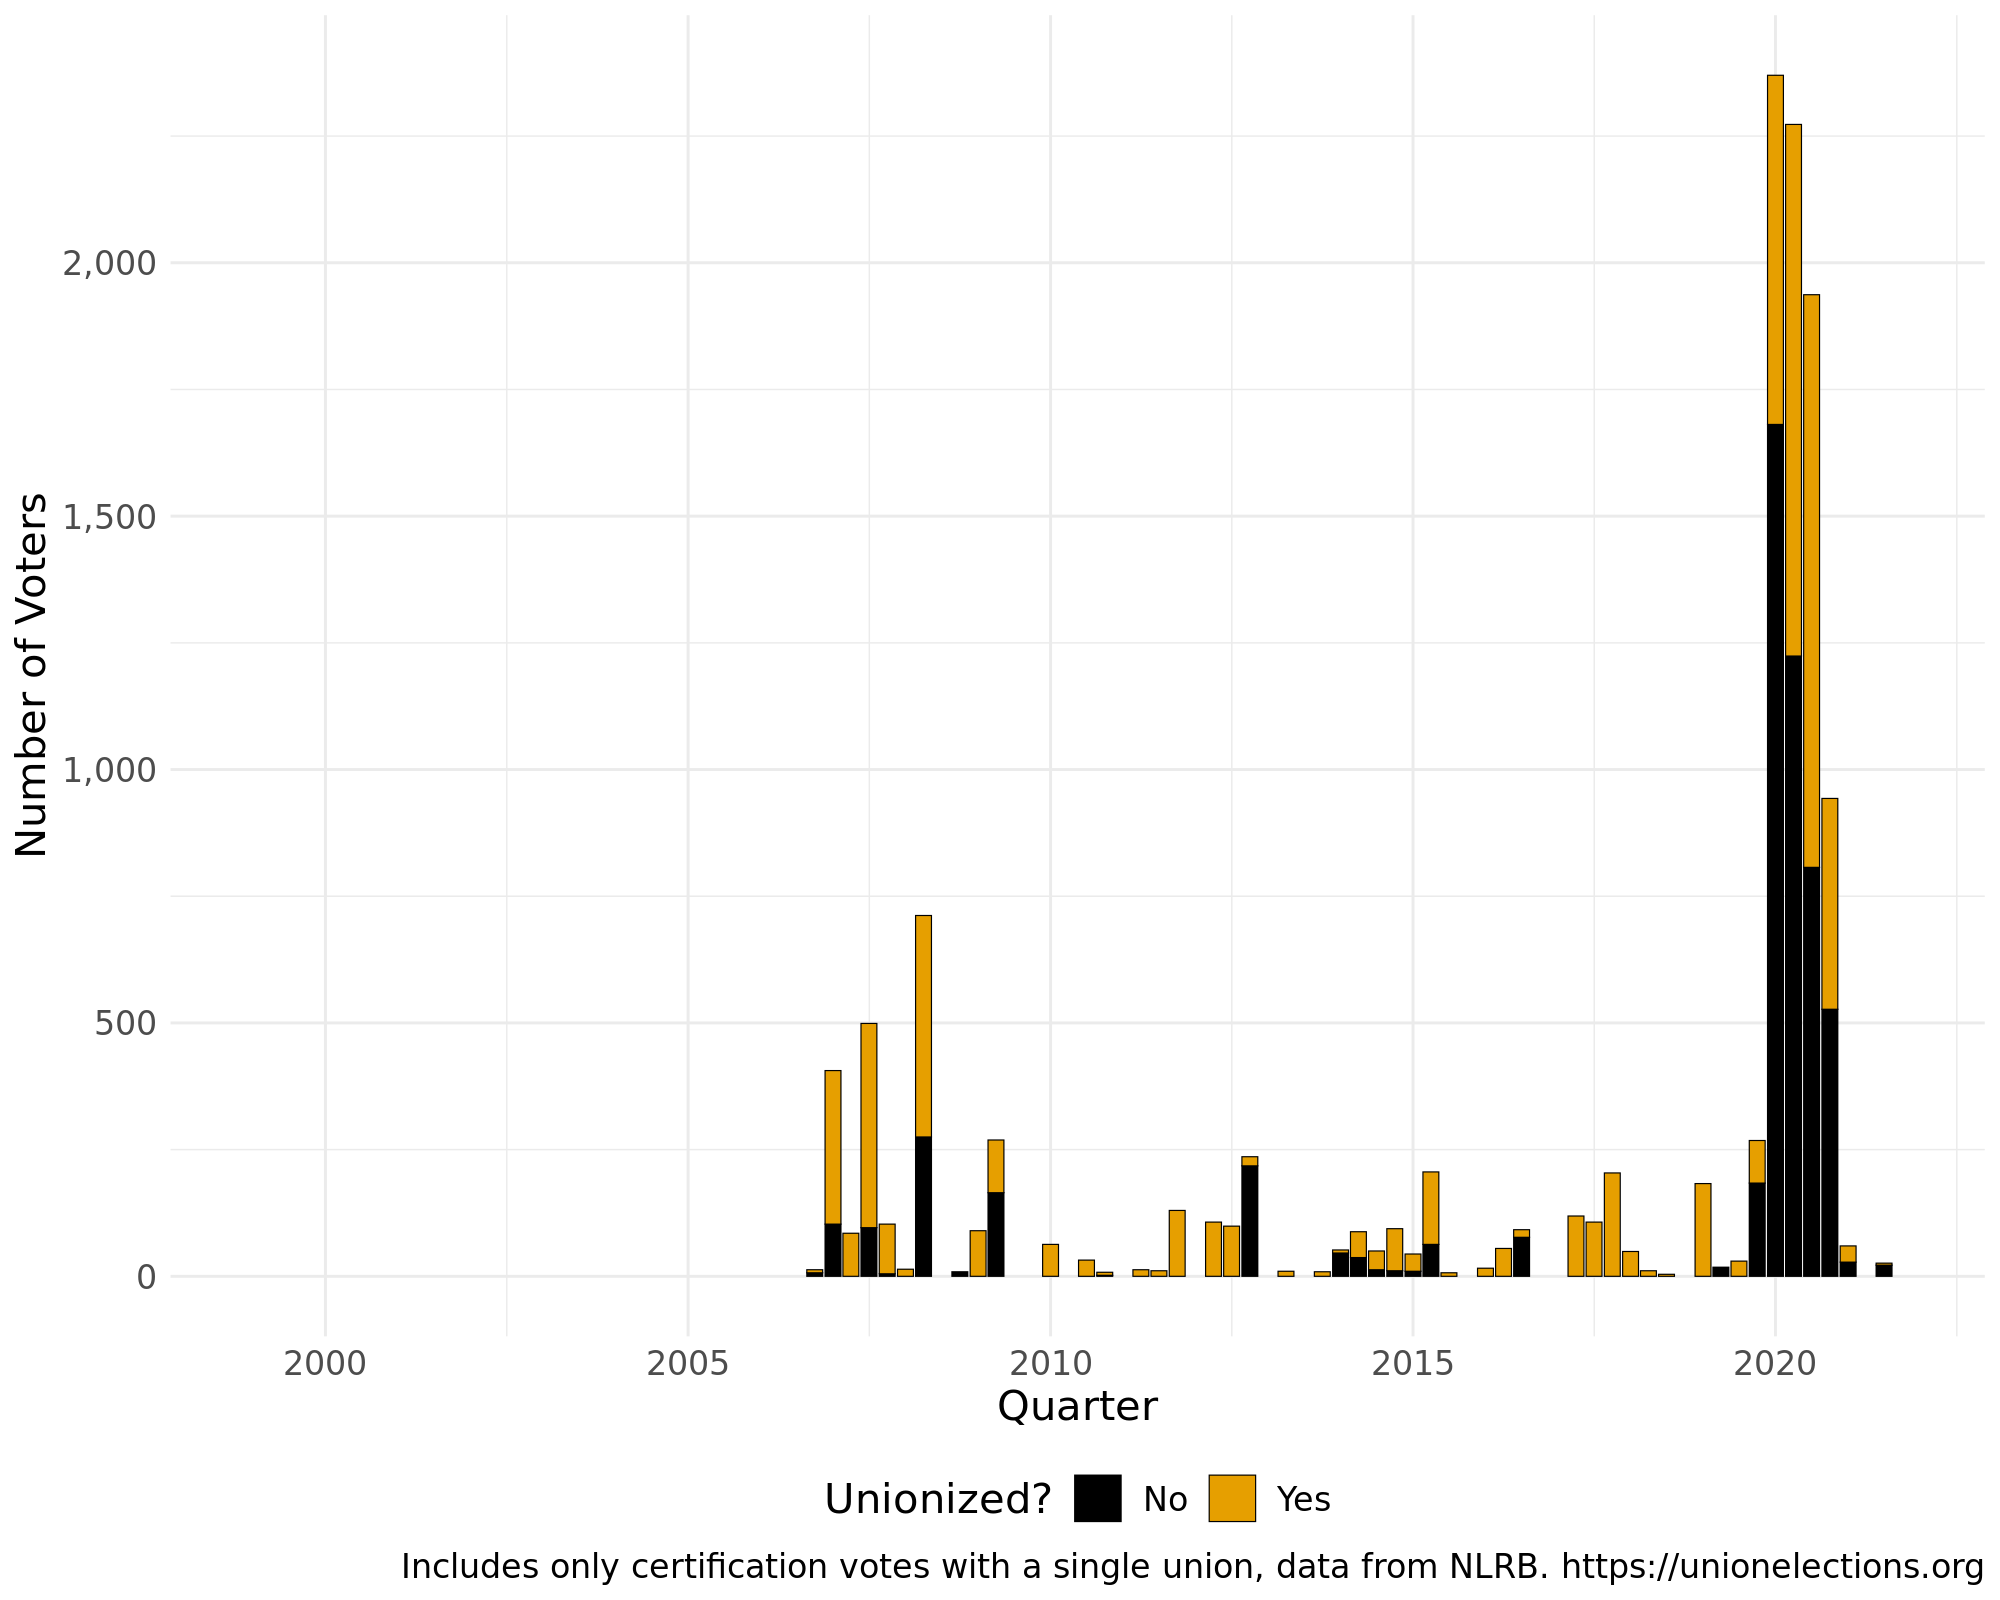 Number of Voters
2,000
1,500
1,000
500
0
2000 2005 2010 2015 2020
Quarter
Unionized? No Yes
Includes only certification votes with a single union, data from NLRB. https://unionelections.org